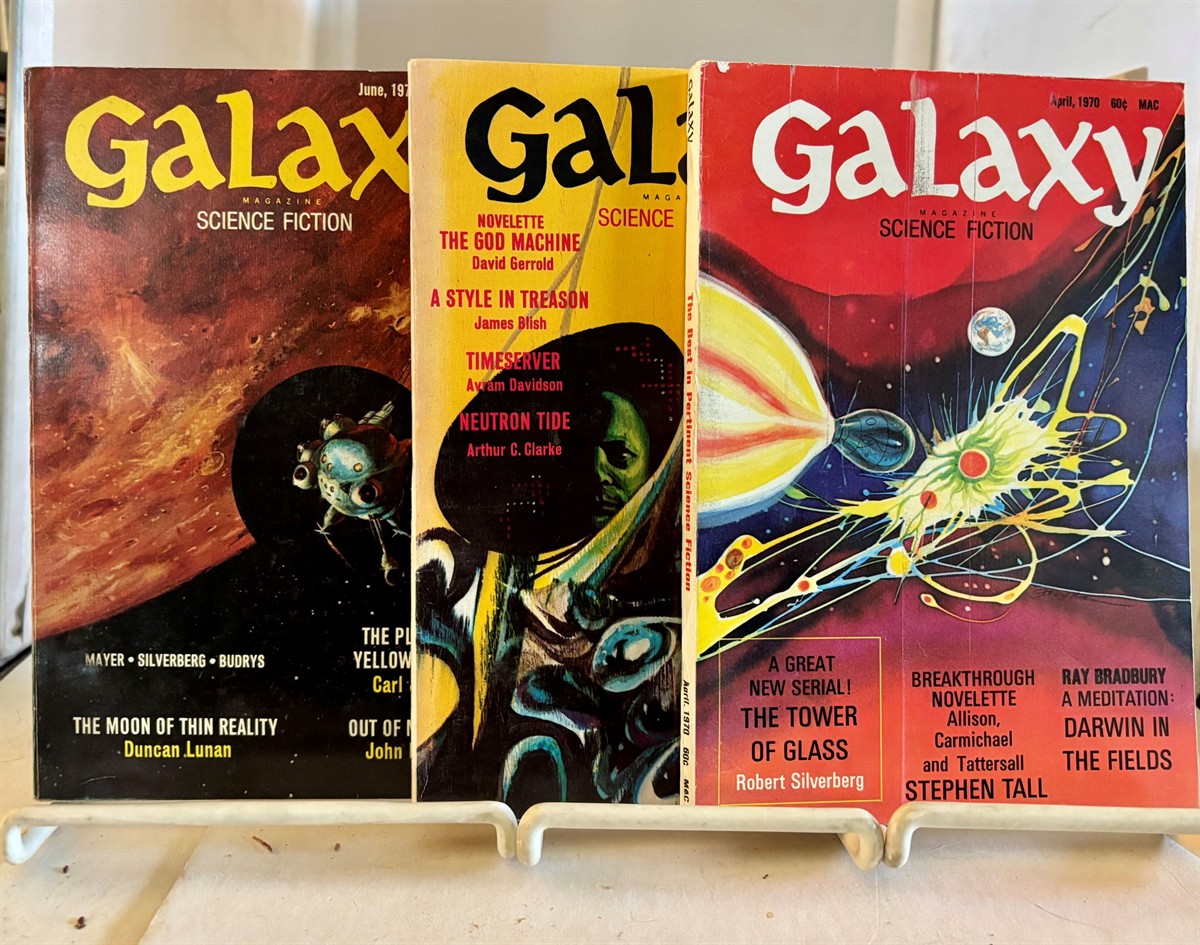 June, 197
galax
MAGAZINE
SCIENCE FICTION
MAYER • SILVERBERG • BUDRYS
THE MOON OF THIN REALITY
Duncan Lunan
THE PL
YELLOW
Carl
OUT OF
John
gal
MAGA
SCIENCE
NOVELETTE
THE GOD MACHINE
David Gerrold
A STYLE IN TREASON
James Blish
TIMESERVER
Avram Davidson
NEUTRON TIDE
Arthur C. Clarke
GALAXY
The Best in Pertinent Science Fiction
April, 1970 60¢ MAC
April, 1970 60¢ MAC
galaxy
MAGAZINE
SCIENCE FICTION
A GREAT
NEW SERIAL!
THE TOWER
OF GLASS
Robert Silverberg
BREAKTHROUGH
NOVELETTE
Allison,
Carmichael
and Tattersall
STEPHEN TALL
RAY BRADBURY
A MEDITATION:
DARWIN IN
THE FIELDS